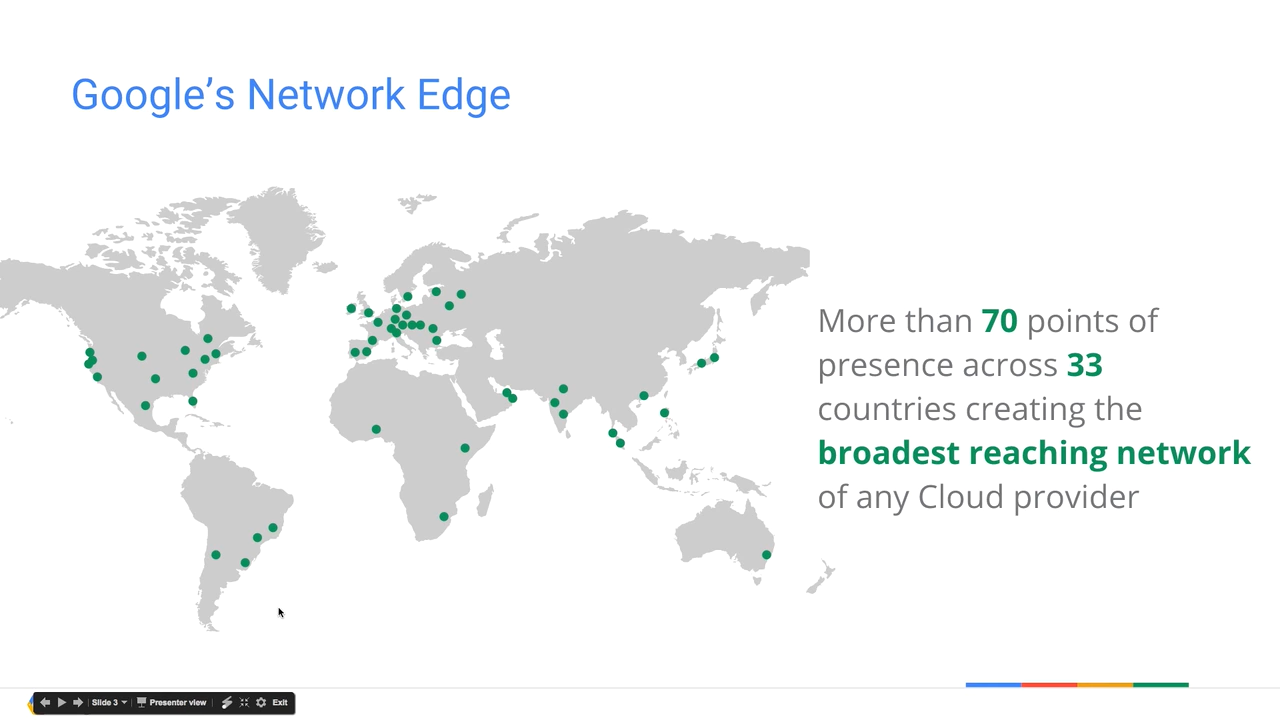 Google’s Network Edge
More than 70 points of
presence across 33
countries creating the
broadest reaching network
of any Cloud provider
Slide 3 Presenter view Exit